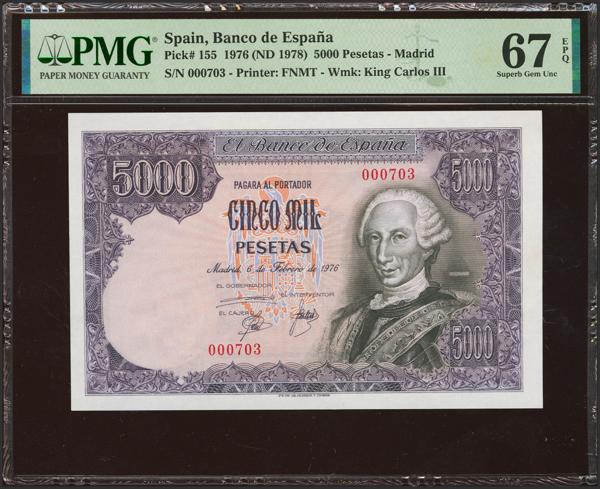 PMG
PAPER MONEY GUARANTY
Spain, Banco de España
Pick# 155 1976 (ND 1978) 5000 Pesetas - Madrid
S/N 000703 - Printer: FNMT - Wmk: King Carlos III
67 EPQ
Superb Gem Unc
El Banco de España
5000
000703
5000
PAGARA AL PORTADOR
CINCO MIL
PESETAS
Madrid, 6 de Febrero de 1976
EL GOBERNADOR
EL INTERVENTOR
EL CAJERO
000703
5000